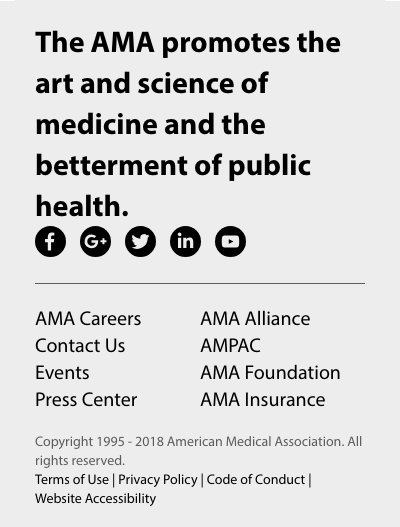 The AMA promotes the
art and science of
medicine and the
betterment of public
health.
f G+ in
AMA Careers
AMA Alliance
Contact Us
AMPAC
Events
AMA Foundation
Press Center
AMA Insurance
Copyright 1995 - 2018 American Medical Association. All
rights reserved.
Terms of Use | Privacy Policy | Code of Conduct |
Website Accessibility